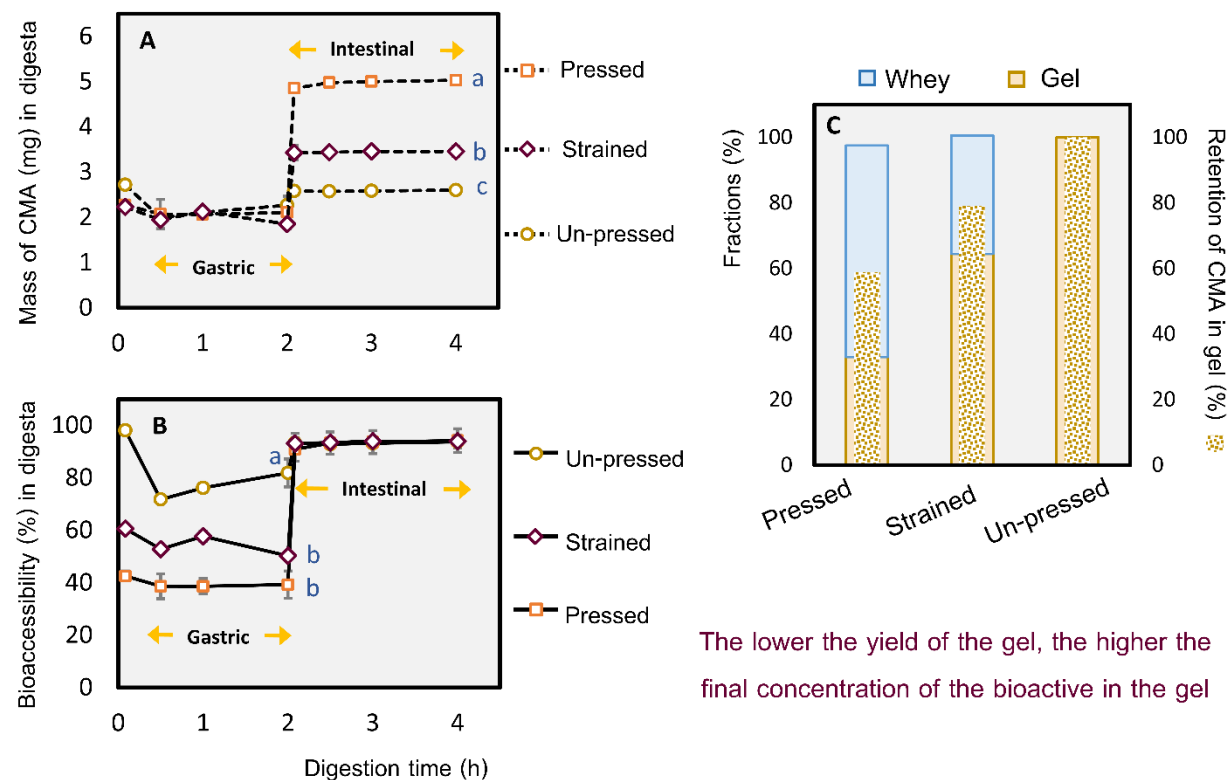 A
Mass of CMA (mg) in digesta
6
5
4
3
2
1
0
0 1 2 3 4
Intestinal
Gastric
a
b
c
Pressed
Strained
Un-pressed
B
Bioaccessibility (%) in digesta
100
80
60
40
20
0
0 1 2 3 4
a
b
b
Intestinal
Gastric
Un-pressed
Strained
Pressed
Digestion time (h)
Whey Gel
C
Fractions (%)
100
80
60
40
20
0
Retention of CMA in gel (%)
100
80
60
40
20
0
Pressed
Strained
Un-pressed
The lower the yield of the gel, the higher the
final concentration of the bioactive in the gel